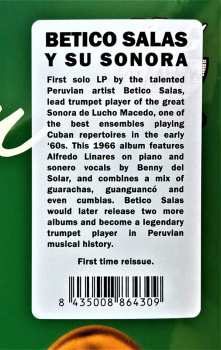 BETICO SALAS
Y SU SONORA
First solo LP by the talented
Peruvian artist Betico Salas,
lead trumpet player of the great
Sonora de Lucho Macedo, one of
the best ensembles playing
Cuban repertoires in the early
'60s. This 1966 album features
Alfredo Linares on piano and
sonero vocals by Benny del
Solar, and combines a mix of
guarachas, guanguancó and
even cumbias. Betico Salas
would later release two more
albums and become a legendary
trumpet player in Peruvian
musical history.
First time reissue.
8 435008 864309